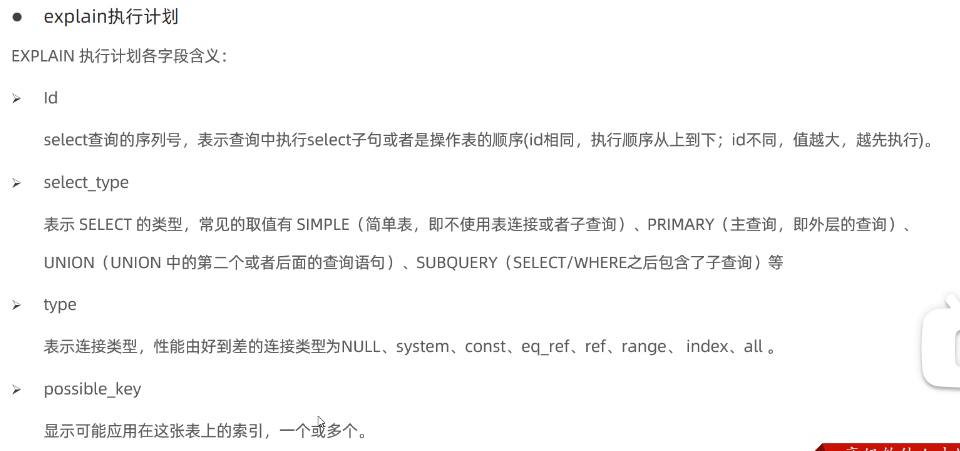 explain执行计划
EXPLAIN 执行计划各字段含义：
Id
select查询的序列号，表示查询中执行select子句或者是操作表的顺序(id相同，执行顺序从上到下；id不同，值越大，越先执行)。
select_type
表示 SELECT 的类型，常见的取值有 SIMPLE（简单表，即不使用表连接或者子查询）、PRIMARY（主查询，即外层的查询）、
UNION（UNION 中的第二个或者后面的查询语句）、SUBQUERY（SELECT/WHERE之后包含了子查询）等
type
表示连接类型，性能由好到差的连接类型为NULL、system、const、eq_ref、ref、range、 index、all 。
possible_key
显示可能应用在这张表上的索引，一个或多个。